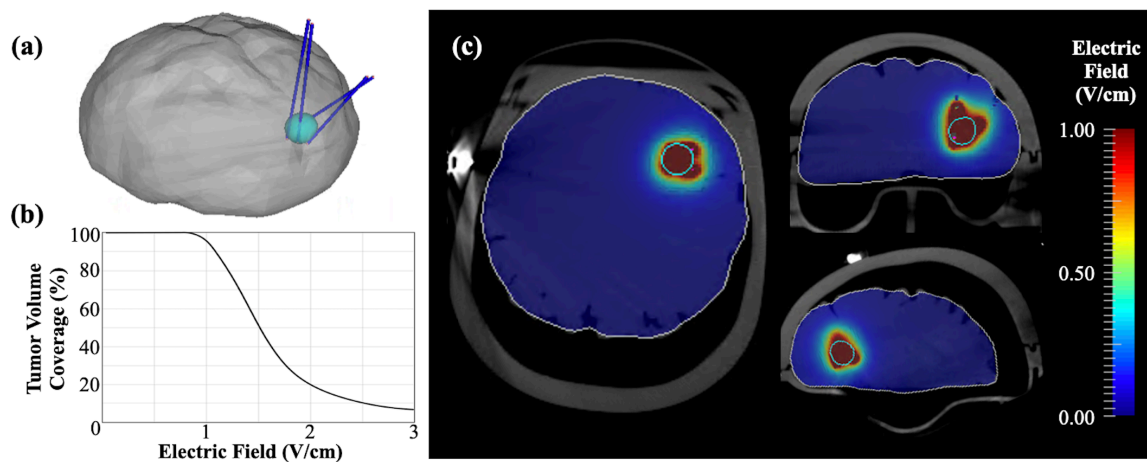 (a)
(b)
100
80
60
40
20
0
1
2
3
Tumor Volume
Coverage (%)
Electric Field (V/cm)
(c)
Electric
Field
(V/cm)
1.00
0.50
0.00